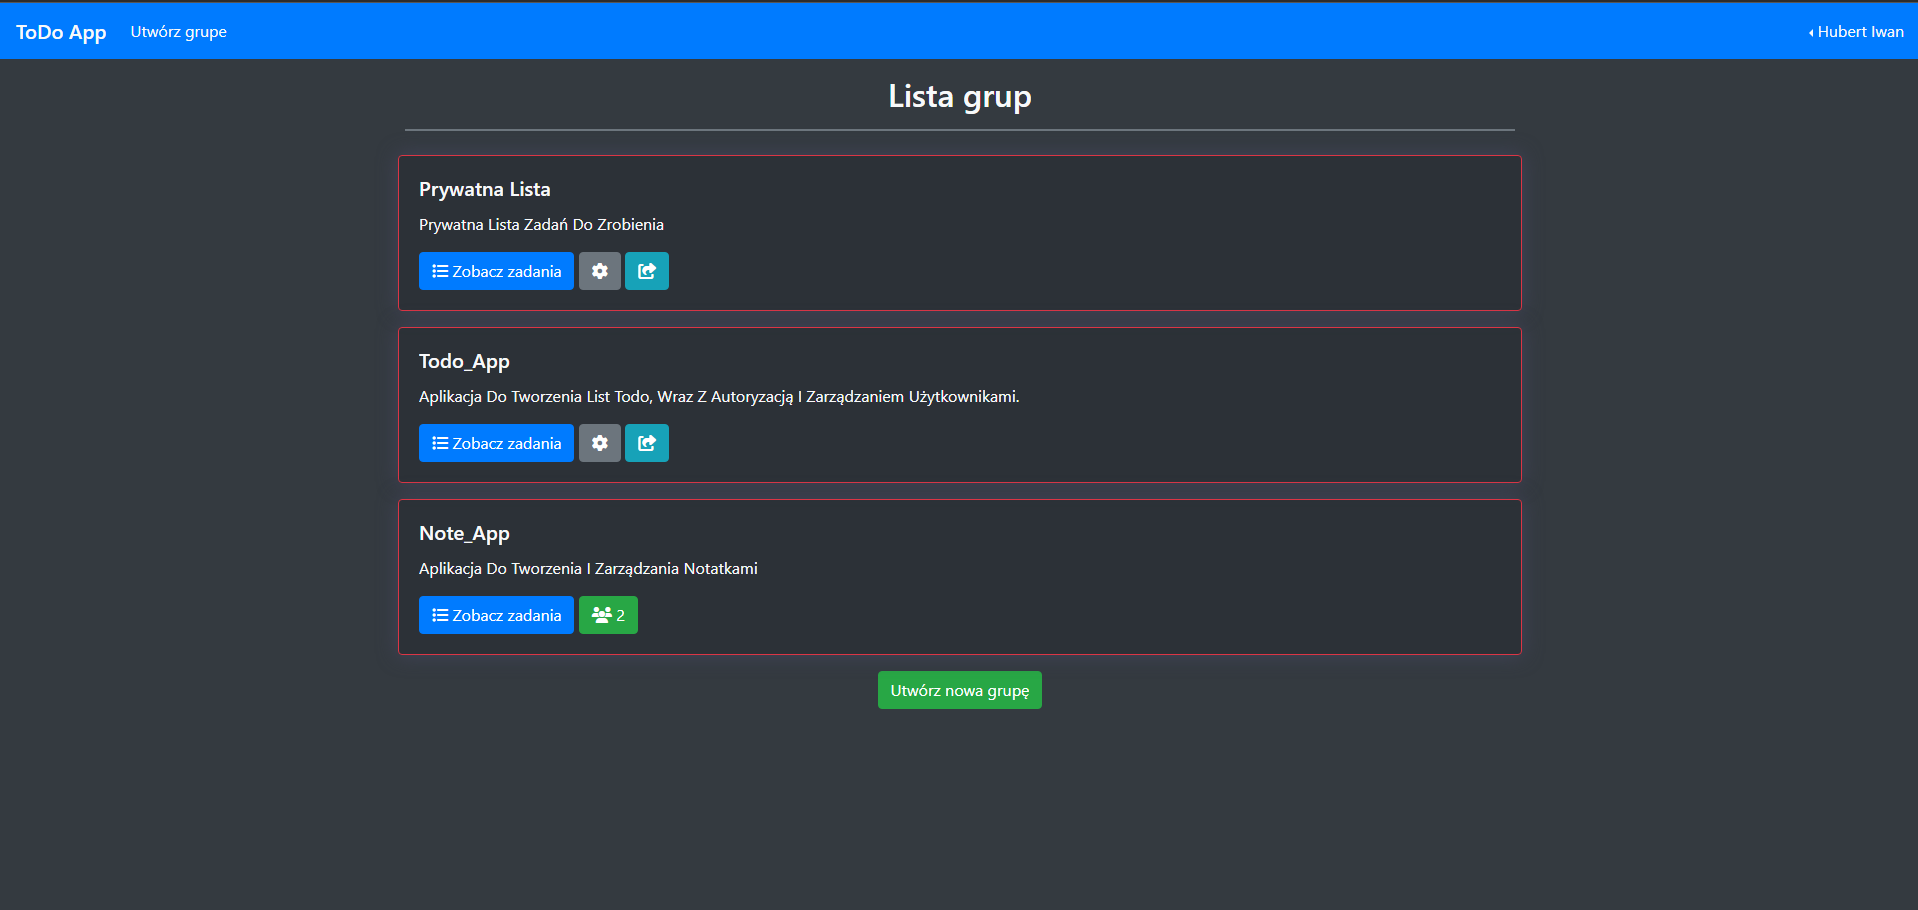 ToDo App Utwórz grupe Hubert Iwan
Lista grup
Prywatna Lista
Prywatna Lista Zadań Do Zrobienia
Zobacz zadania
Todo_App
Aplikacja Do Tworzenia List Todo, Wraz Z Autoryzacją I Zarządzaniem Użytkownikami.
Zobacz zadania
Note_App
Aplikacja Do Tworzenia I Zarządzania Notatkami
Zobacz zadania 2
Utwórz nowa grupę